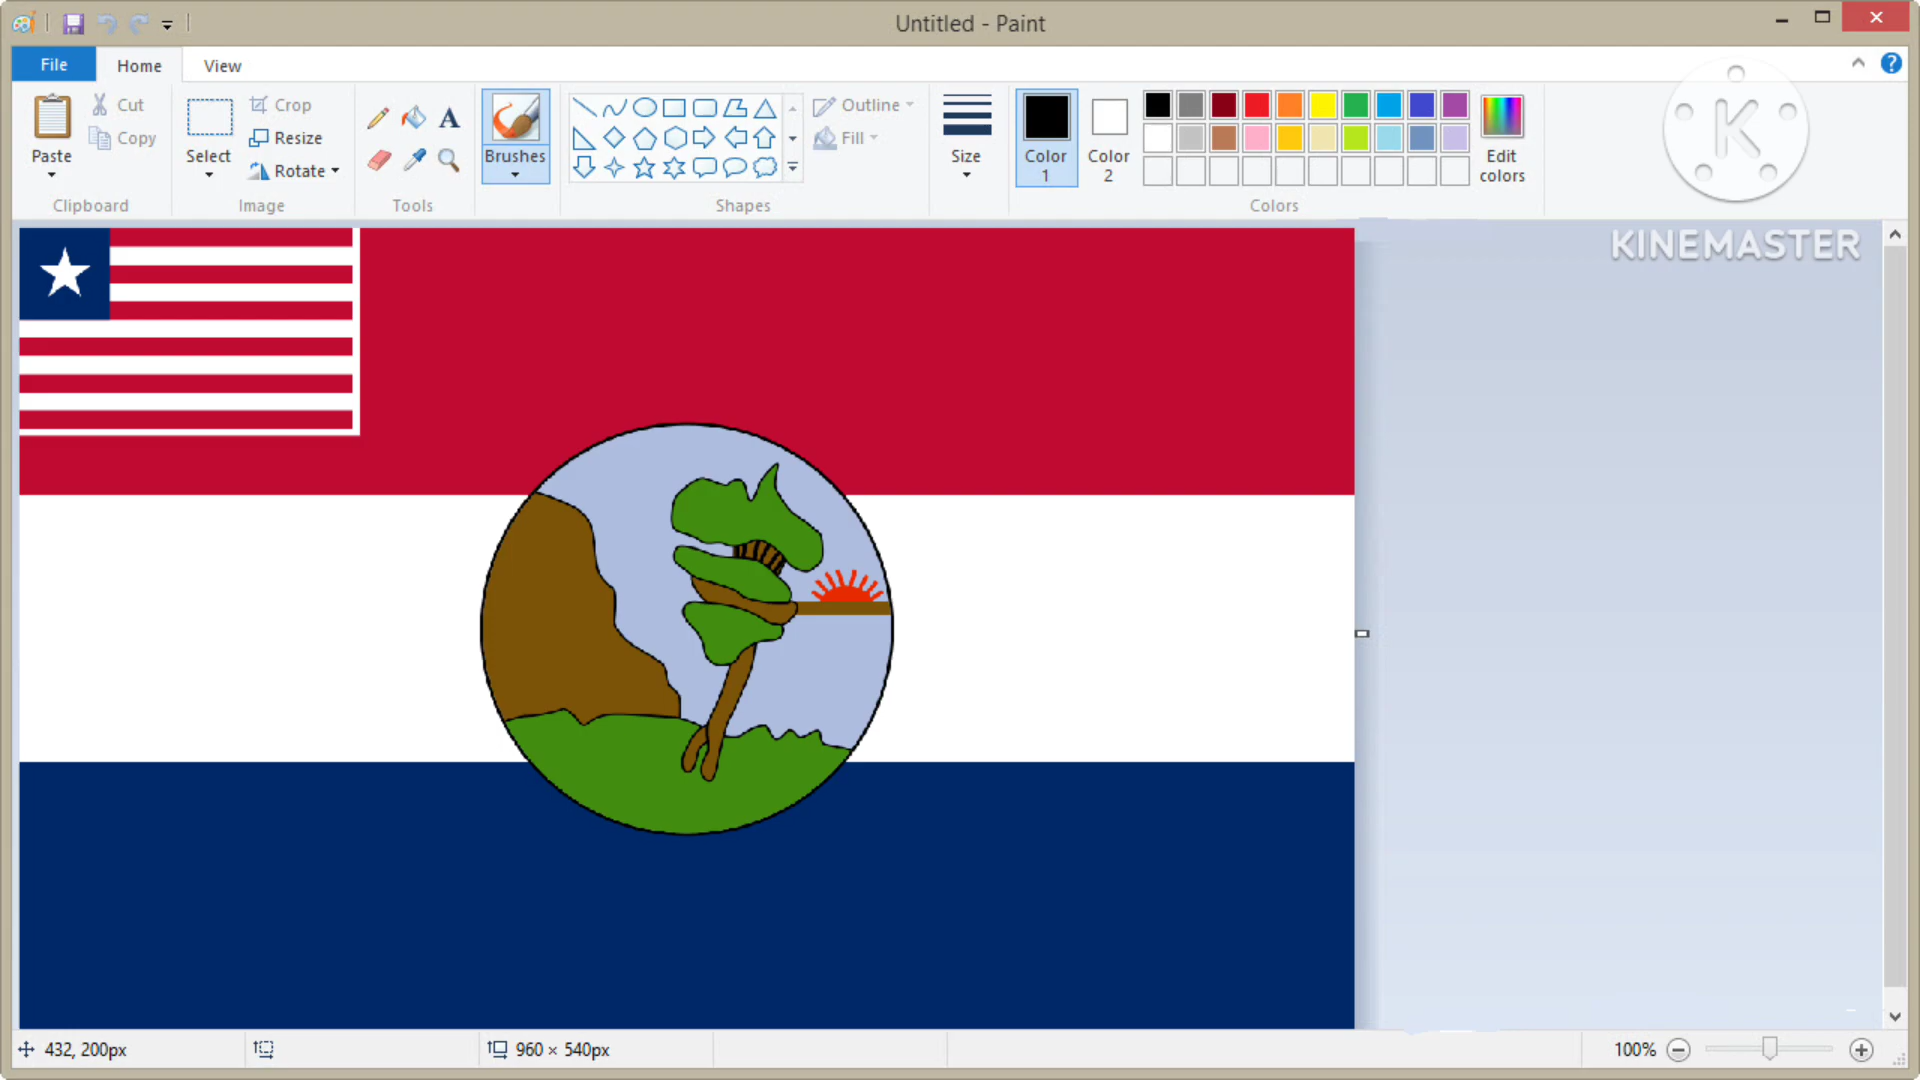 Untitled - Paint
File Home View
Paste
Cut
Copy
Clipboard
Select
Crop
Resize
Rotate
Image
A
Tools
Brushes
Shapes
Outline
Fill
Size
Color 1
Color 2
Edit colors
Colors
?
K
KINEMASTER
432, 200px
960 × 540px
100%